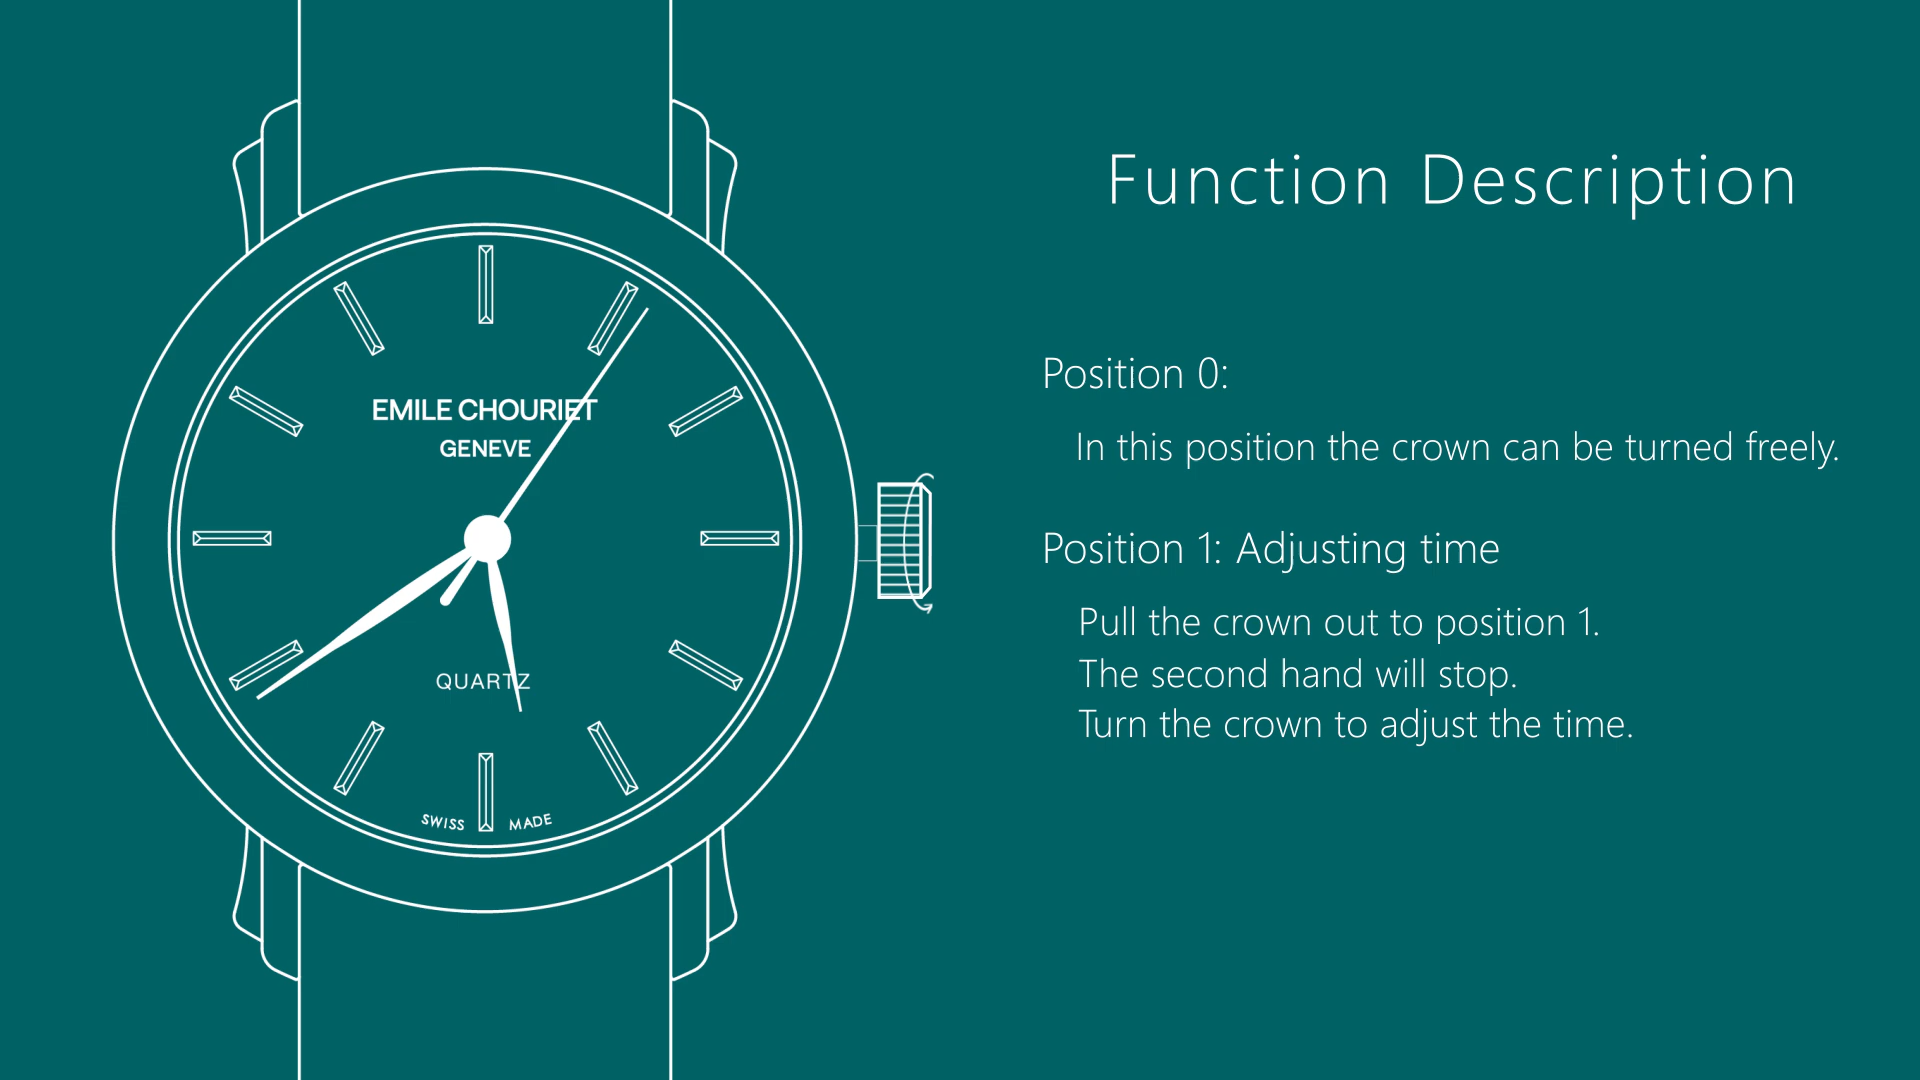 EMILE CHOURIET
GENEVE
QUARTZ
SWISS MADE
Function Description
Position 0:
In this position the crown can be turned freely.
Position 1: Adjusting time
Pull the crown out to position 1.
The second hand will stop.
Turn the crown to adjust the time.